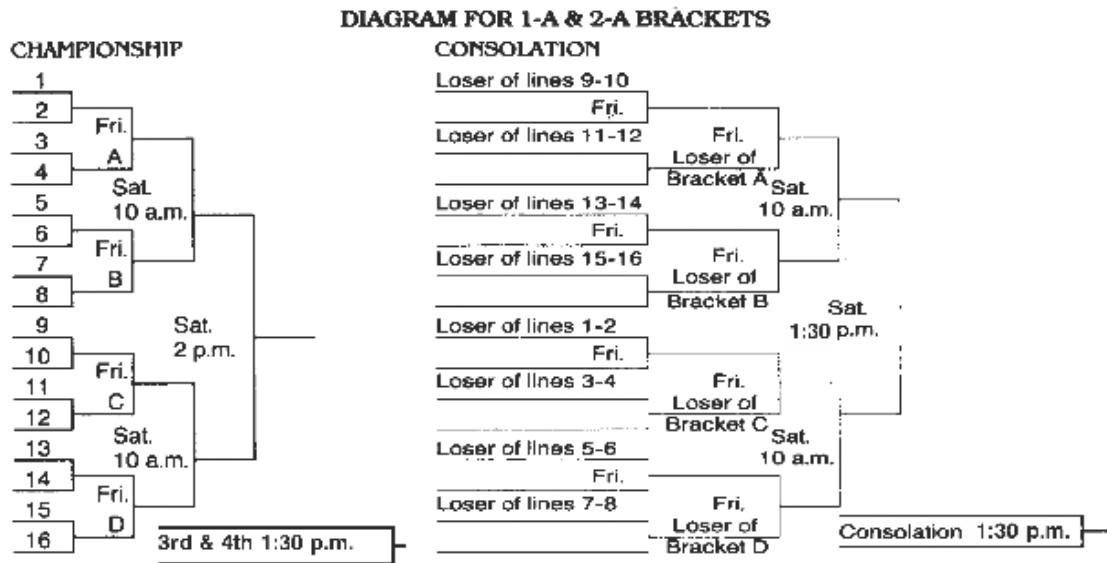 DIAGRAM FOR 1-A & 2-A BRACKETS
CHAMPIONSHIP
1
2
Fri.
3
A
4
Sat.
5
10 a.m.
6
Fri.
7
B
8
Sat.
9
2 p.m.
10
Fri.
11
C
12
Sat.
13
10 a.m.
14
Fri.
15
D
16
3rd & 4th 1:30 p.m.
CONSOLATION
Loser of lines 9-10
Fri.
Loser of lines 11-12
Fri.
Loser of
Bracket A
Sat.
10 a.m.
Loser of lines 13-14
Fri.
Loser of lines 15-16
Fri.
Loser of
Bracket B
Sat.
1:30 p.m.
Loser of lines 1-2
Fri.
Loser of lines 3-4
Fri.
Loser of
Bracket C
Sat.
10 a.m.
Loser of lines 5-6
Fri.
Loser of lines 7-8
Fri.
Loser of
Bracket D
Consolation 1:30 p.m.